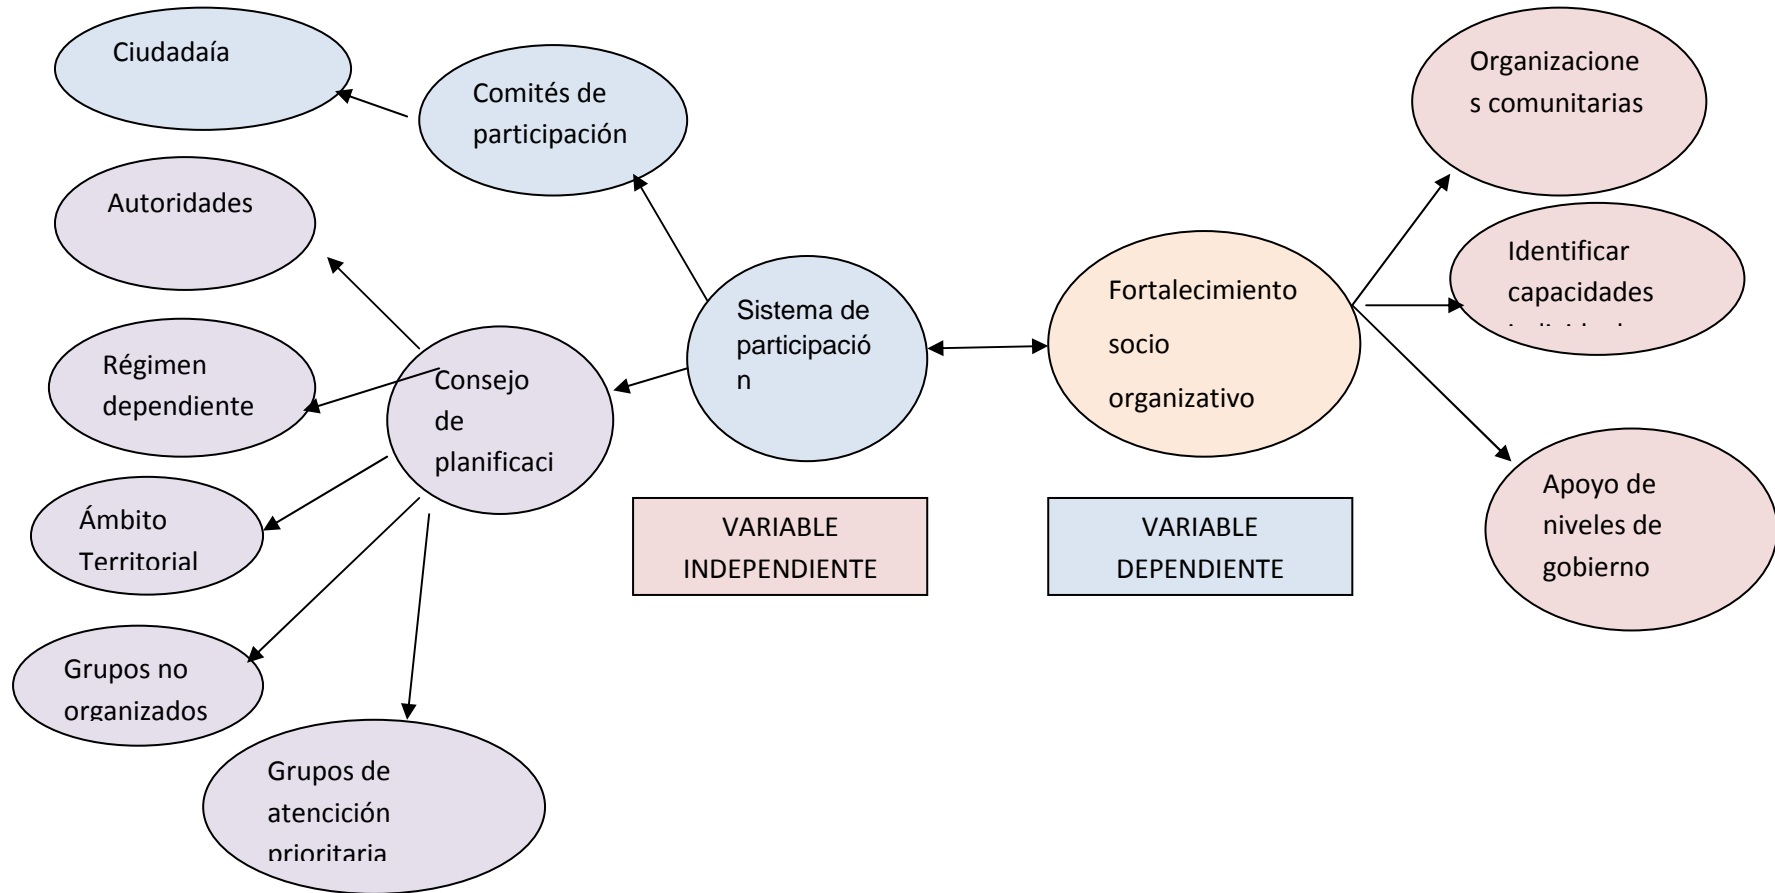 Ciudadaía
Comités de
participación
Autoridades
Régimen
dependiente
Ámbito
Territorial
Grupos no
organizados
Grupos de
atencición
prioritaria
Consejo
de
planificaci
Sistema de
participació
n
VARIABLE
INDEPENDIENTE
Fortalecimiento
socio
organizativo
VARIABLE
DEPENDIENTE
Organizacione
s comunitarias
Identificar
capacidades
Apoyo de
niveles de
gobierno